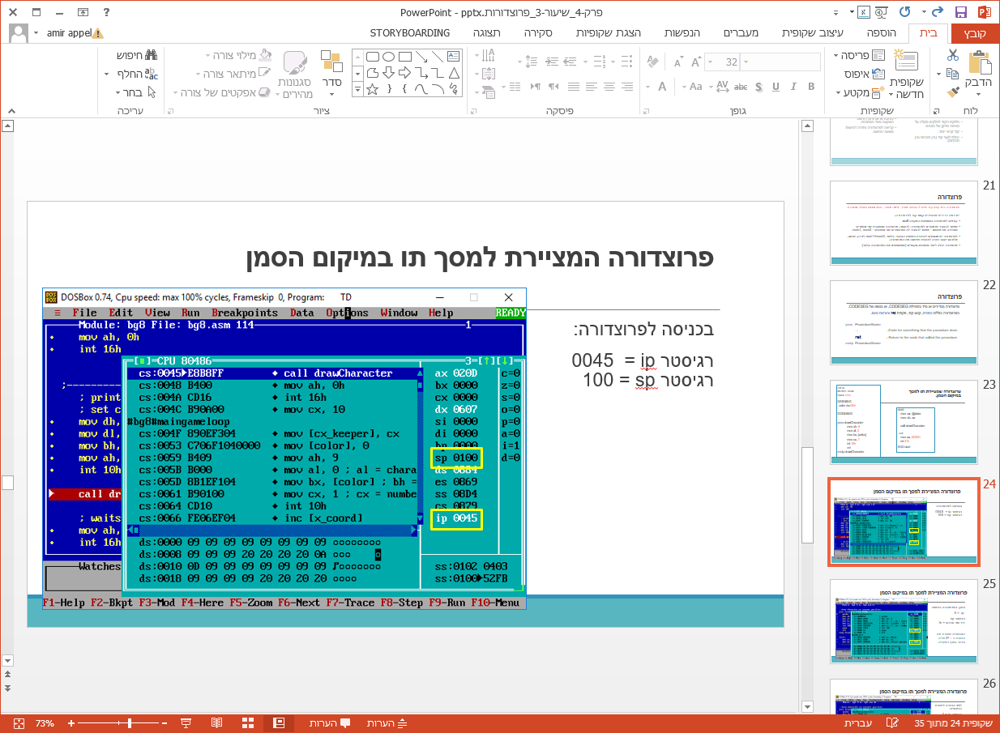 פרק-4_שיעור-3_פרוצדורות.pptx - PowerPoint
amir appel
קובץ
בית
הוספה
עיצוב שקופית
מעברים
הנפשות
הצגת שקופיות
סקירה
תצוגה
STORYBOARDING
הדבק
לוח
שקופית חדשה
פריסה
איפוס
מקטע
שקופיות
32
גופן
פיסקה
סדר
סגנונות מהירים
מילוי צורה
מיתאר צורה
אפקטים של צורה
ציור
חיפוש
החלף
בחר
עריכה
פרוצדורה המציירת למסך תו במיקום הסמן
בכניסה לפרוצדורה:
רגיסטר ip = 0045
רגיסטר sp = 100
DOSBox 0.74, Cpu speed: max 100% cycles, Frameskip 0, Program: TD
≡ File Edit View Run Breakpoints Data Options Window Help READY
Module: bg8 File: bg8.asm 114 1
mov ah, 0h
int 16h
;---------
; print
; set c
mov dh,
mov dl,
mov bh,
mov ah,
int 10h
call dr
; waits
mov ah,
int 16h
Watches
[■]=CPU 80486 3=[↑][↓]
cs:0045►E8B8FF ♦ call drawCharacter
cs:0048 B400 ♦ mov ah, 0h
cs:004A CD16 ♦ int 16h
cs:004C B90A00 ♦ mov cx, 10
#bg8#maingameloop
cs:004F 890EF304 ♦ mov [cx_keeper], cx
cs:0053 C706F1040000 ♦ mov [color], 0
cs:0059 B409 ♦ mov ah, 9
cs:005B B000 ♦ mov al, 0 ; al = chara
cs:005D 8B1EF104 ♦ mov bx, [color] ; bh =
cs:0061 B90100 ♦ mov cx, 1 ; cx = numbe
cs:0064 CD10 ♦ int 10h
cs:0066 FE06EF04 ♦ inc [x_coord]
ax 020D c=0
bx 0000 z=0
cx 0000 s=0
dx 0607 o=0
si 0000 p=0
di 0000 a=0
bp 0000 i=1
sp 0100 d=0
ds 0884
es 0869
ss 08D4
cs 0879
ip 0045
ds:0000 09 09 09 09 09 09 09 09 oooooooo
ds:0008 09 09 09 20 20 20 20 0A ooo
ds:0010 0D 09 09 09 09 09 09 09 ♪ooooooo
ds:0018 09 09 09 09 20 20 20 20 oooo
ss:0102 0403
ss:0100►52FB
F1-Help F2-Bkpt F3-Mod F4-Here F5-Zoom F6-Next F7-Trace F8-Step F9-Run F10-Menu
21
פרוצדורה
22
פרוצדורה
23
24
פרוצדורה המציירת למסך תו במיקום הסמן
25
פרוצדורה המציירת למסך תו במיקום הסמן
26
פרוצדורה המציירת למסך תו במיקום הסמן
שקופית 24 מתוך 35
עברית
הערות
הערות
73%